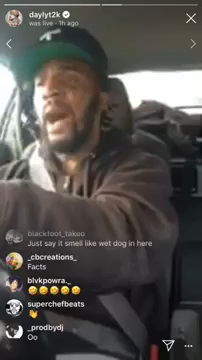 daylyt2k
was live · 1h ago
blackfoot_takeo
Just say it smell like wet dog in here
_cbcreations_
Facts
blvkpowra._
superchefbeats
_prodbydj
Oo